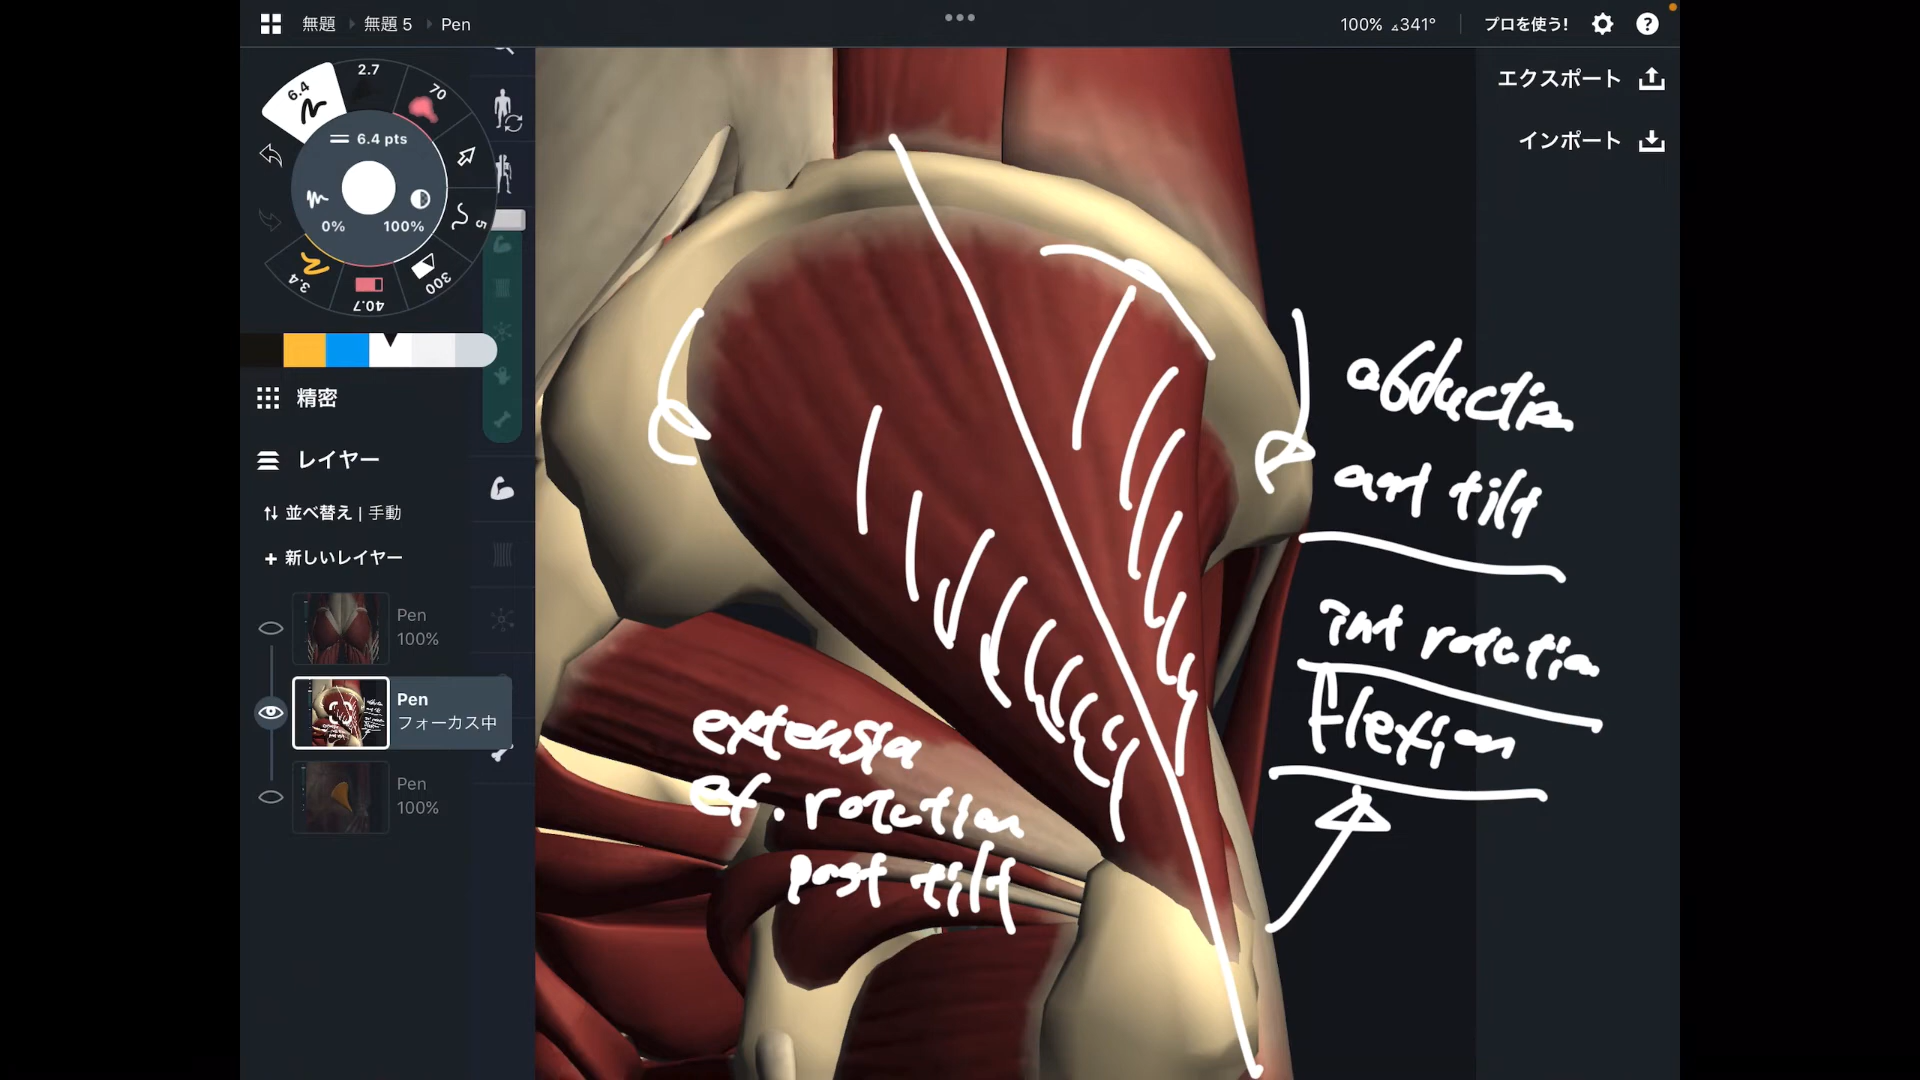 無題 無題 5 Pen
100% ⊿341°
プロを使う!
エクスポート
インポート
2.7
6.4
70
6.4 pts
5
0% 100%
3.4
40.7
300
精密
レイヤー
並べ替え | 手動
+ 新しいレイヤー
Pen
100%
Pen
フォーカス中
Pen
100%
abduction
ant tilt
int rotation
Flexion
extension
ex. rotation
post tilt